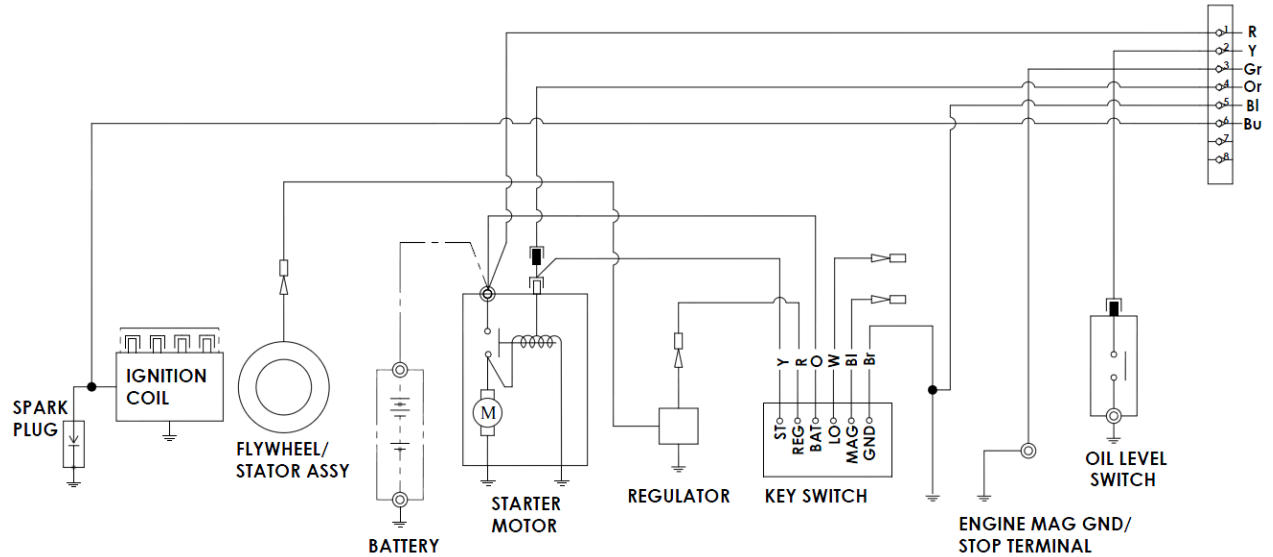 1 R
2 Y
3 Gr
4 Or
5 Bl
6 Bu
7
8
Y R O W Bl Br
ST REG BAT LO MAG GND
IGNITION
COIL
SPARK
PLUG
M
FLYWHEEL/
STATOR ASSY
BATTERY
STARTER
MOTOR
REGULATOR
KEY SWITCH
ENGINE MAG GND/
STOP TERMINAL
OIL LEVEL
SWITCH